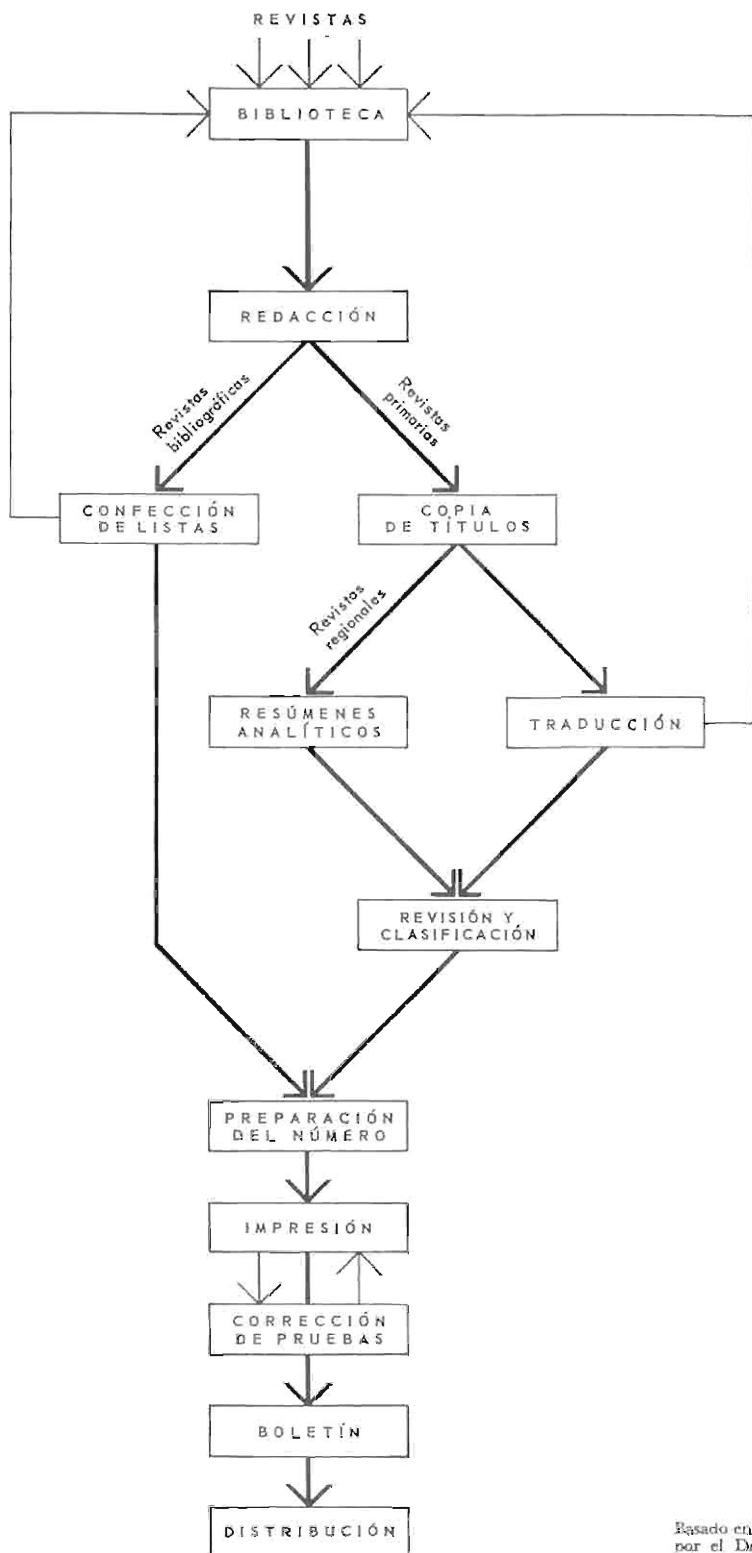 REVISTAS
BIBLIOTECA
REDACCIÓN
Revistas
bibliográficas
Revistas
primarias
CONFECCIÓN
DE LISTAS
COPIA
DE TÍTULOS
Revistas
regionales
RESÚMENES
ANALÍTICOS
TRADUCCIÓN
REVISIÓN Y
CLASIFICACIÓN
PREPARACIÓN
DEL NÚMERO
IMPRESIÓN
CORRECCIÓN
DE PRUEBAS
BOLETÍN
DISTRIBUCIÓN
Basado en
por el